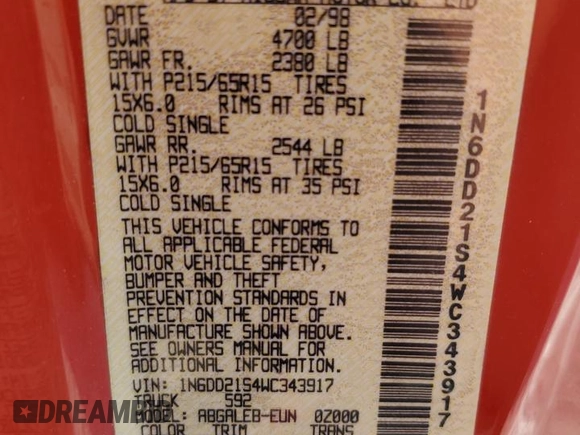 DATE 02/98
GVWR 4700 LB
GAWR FR. 2380 LB
WITH P215/65R15 TIRES
15X6.0 RIMS AT 26 PSI
COLD SINGLE
GAWR RR. 2544 LB
WITH P215/65R15 TIRES
15X6.0 RIMS AT 35 PSI
COLD SINGLE
THIS VEHICLE CONFORMS TO
ALL APPLICABLE FEDERAL
MOTOR VEHICLE SAFETY,
BUMPER AND THEFT
PREVENTION STANDARDS IN
EFFECT ON THE DATE OF
MANUFACTURE SHOWN ABOVE.
SEE OWNERS MANUAL FOR
ADDITIONAL INFORMATION.
VIN: 1N6DD21S4WC343917
TRUCK 592
MODEL: ABGALEB-EUN 0Z000
COLOR TRIM TRANS
1N6DD21S4WC343917